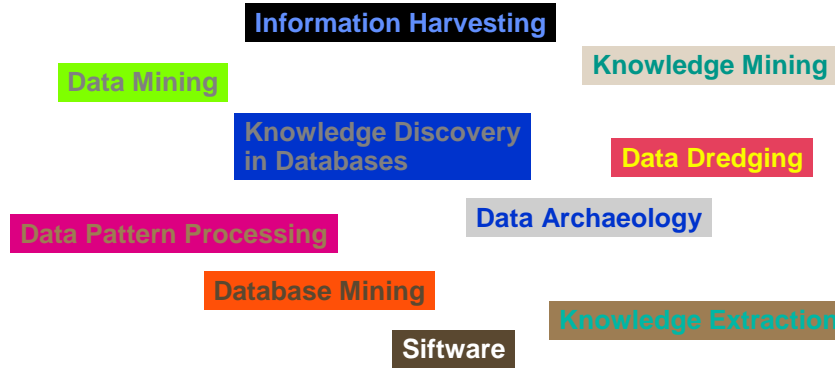 Information Harvesting
Knowledge Mining
Data Mining
Knowledge Discovery
in Databases
Data Dredging
Data Archaeology
Data Pattern Processing
Database Mining
Knowledge Extraction
Siftware